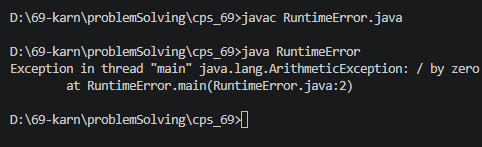 D:\69-karn\problemSolving\cps_69>javac RuntimeError.java
D:\69-karn\problemSolving\cps_69>java RuntimeError
Exception in thread "main" java.lang.ArithmeticException: / by zero
at RuntimeError.main(RuntimeError.java:2)
D:\69-karn\problemSolving\cps_69>